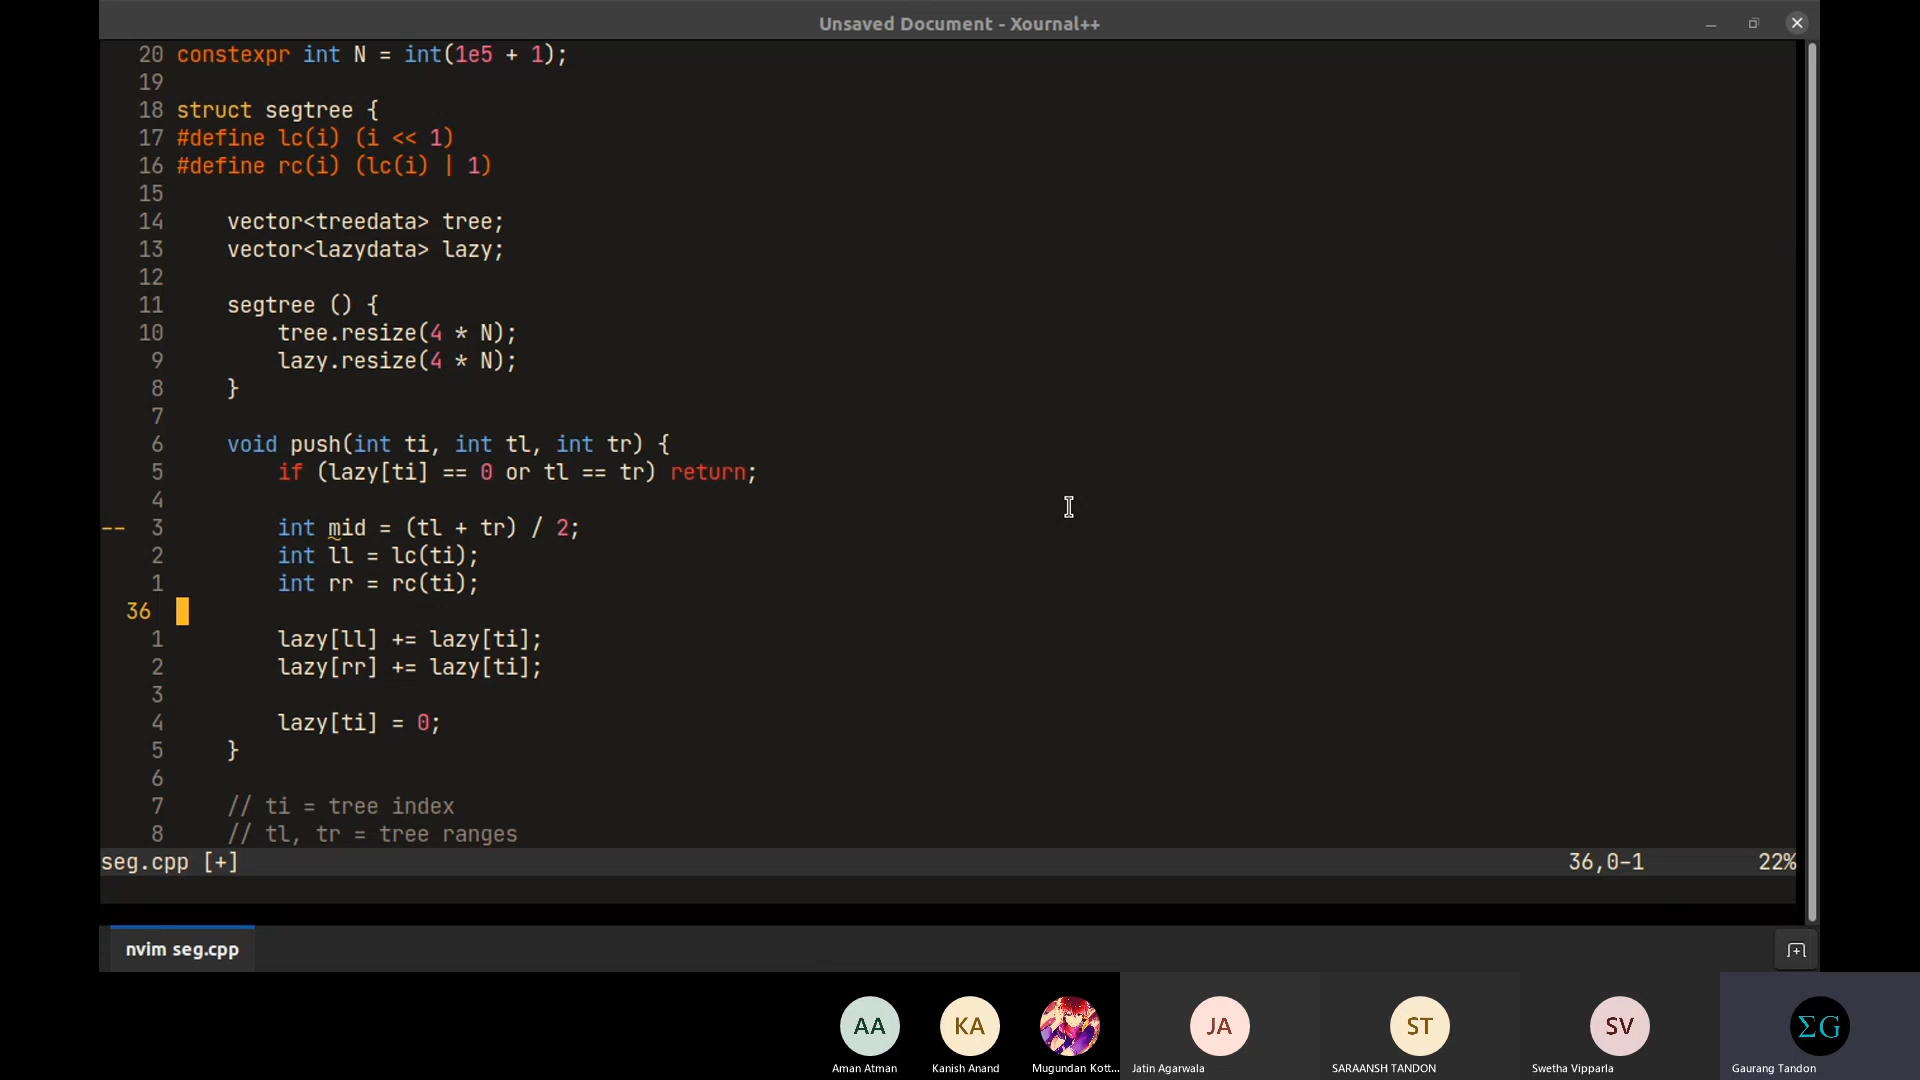 Unsaved Document - Xournal++
20 constexpr int N = int(1e5 + 1);
19
18 struct segtree {
17 #define lc(i) (i << 1)
16 #define rc(i) (lc(i) | 1)
15
14     vector<treedata> tree;
13     vector<lazydata> lazy;
12
11     segtree () {
10         tree.resize(4 * N);
9         lazy.resize(4 * N);
8     }
7
6     void push(int ti, int tl, int tr) {
5         if (lazy[ti] == 0 or tl == tr) return;
4
-- 3         int mid = (tl + tr) / 2;
2         int ll = lc(ti);
1         int rr = rc(ti);
36
1         lazy[ll] += lazy[ti];
2         lazy[rr] += lazy[ti];
3
4         lazy[ti] = 0;
5     }
6
7     // ti = tree index
8     // tl, tr = tree ranges
seg.cpp [+] 36,0-1 22%
nvim seg.cpp
AA KA JA ST SV ΣG
Aman Atman Kanish Anand Mugundan Kott... Jatin Agarwala SARAANSH TANDON Swetha Vipparla Gaurang Tandon